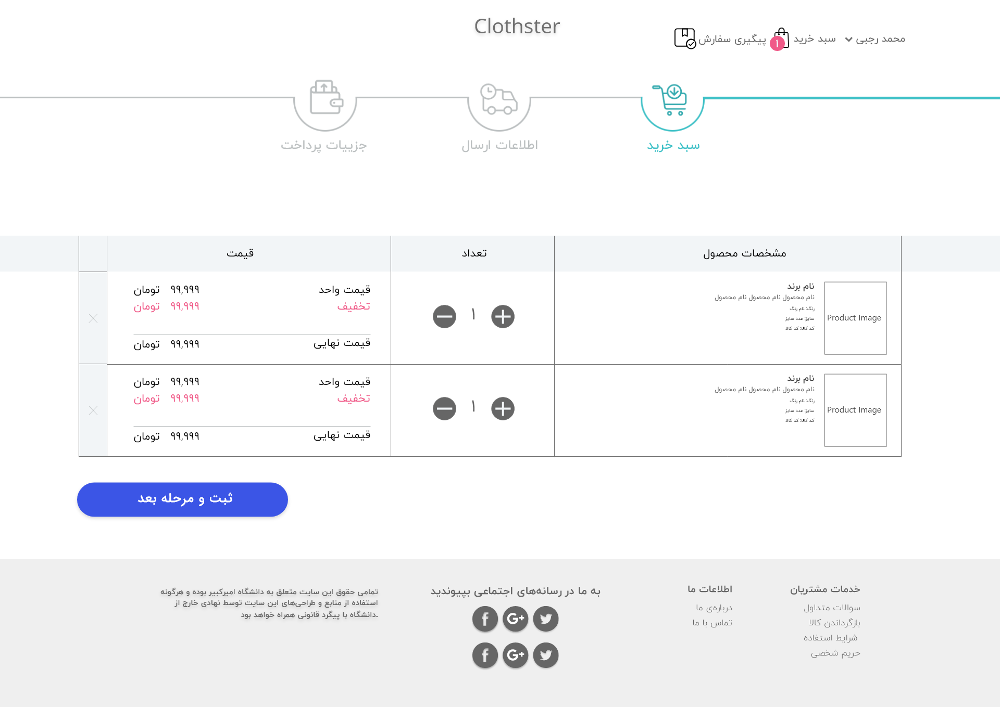 Clothster
محمد رجبی
سبد خرید
۱
پیگیری سفارش
سبد خرید
اطلاعات ارسال
جزییات پرداخت
مشخصات محصول
تعداد
قیمت
Product Image
نام برند
نام محصول نام محصول نام محصول
رنگ: نام رنگ
سایز: عدد سایز
کد کالا: کد کالا
۱
قیمت واحد ۹۹,۹۹۹ تومان
تخفیف ۹۹,۹۹۹ تومان
قیمت نهایی ۹۹,۹۹۹ تومان
Product Image
نام برند
نام محصول نام محصول نام محصول
رنگ: نام رنگ
سایز: عدد سایز
کد کالا: کد کالا
۱
قیمت واحد ۹۹,۹۹۹ تومان
تخفیف ۹۹,۹۹۹ تومان
قیمت نهایی ۹۹,۹۹۹ تومان
ثبت و مرحله بعد
خدمات مشتریان
سوالات متداول
بازگرداندن کالا
شرایط استفاده
حریم شخصی
اطلاعات ما
درباره‌ی ما
تماس با ما
به ما در رسانه‌های اجتماعی بپیوندید
تمامی حقوق این سایت متعلق به دانشگاه امیرکبیر بوده و هرگونه
استفاده از منابع و طراحی‌های این سایت توسط نهادی خارج از
.دانشگاه با پیگرد قانونی همراه خواهد بود